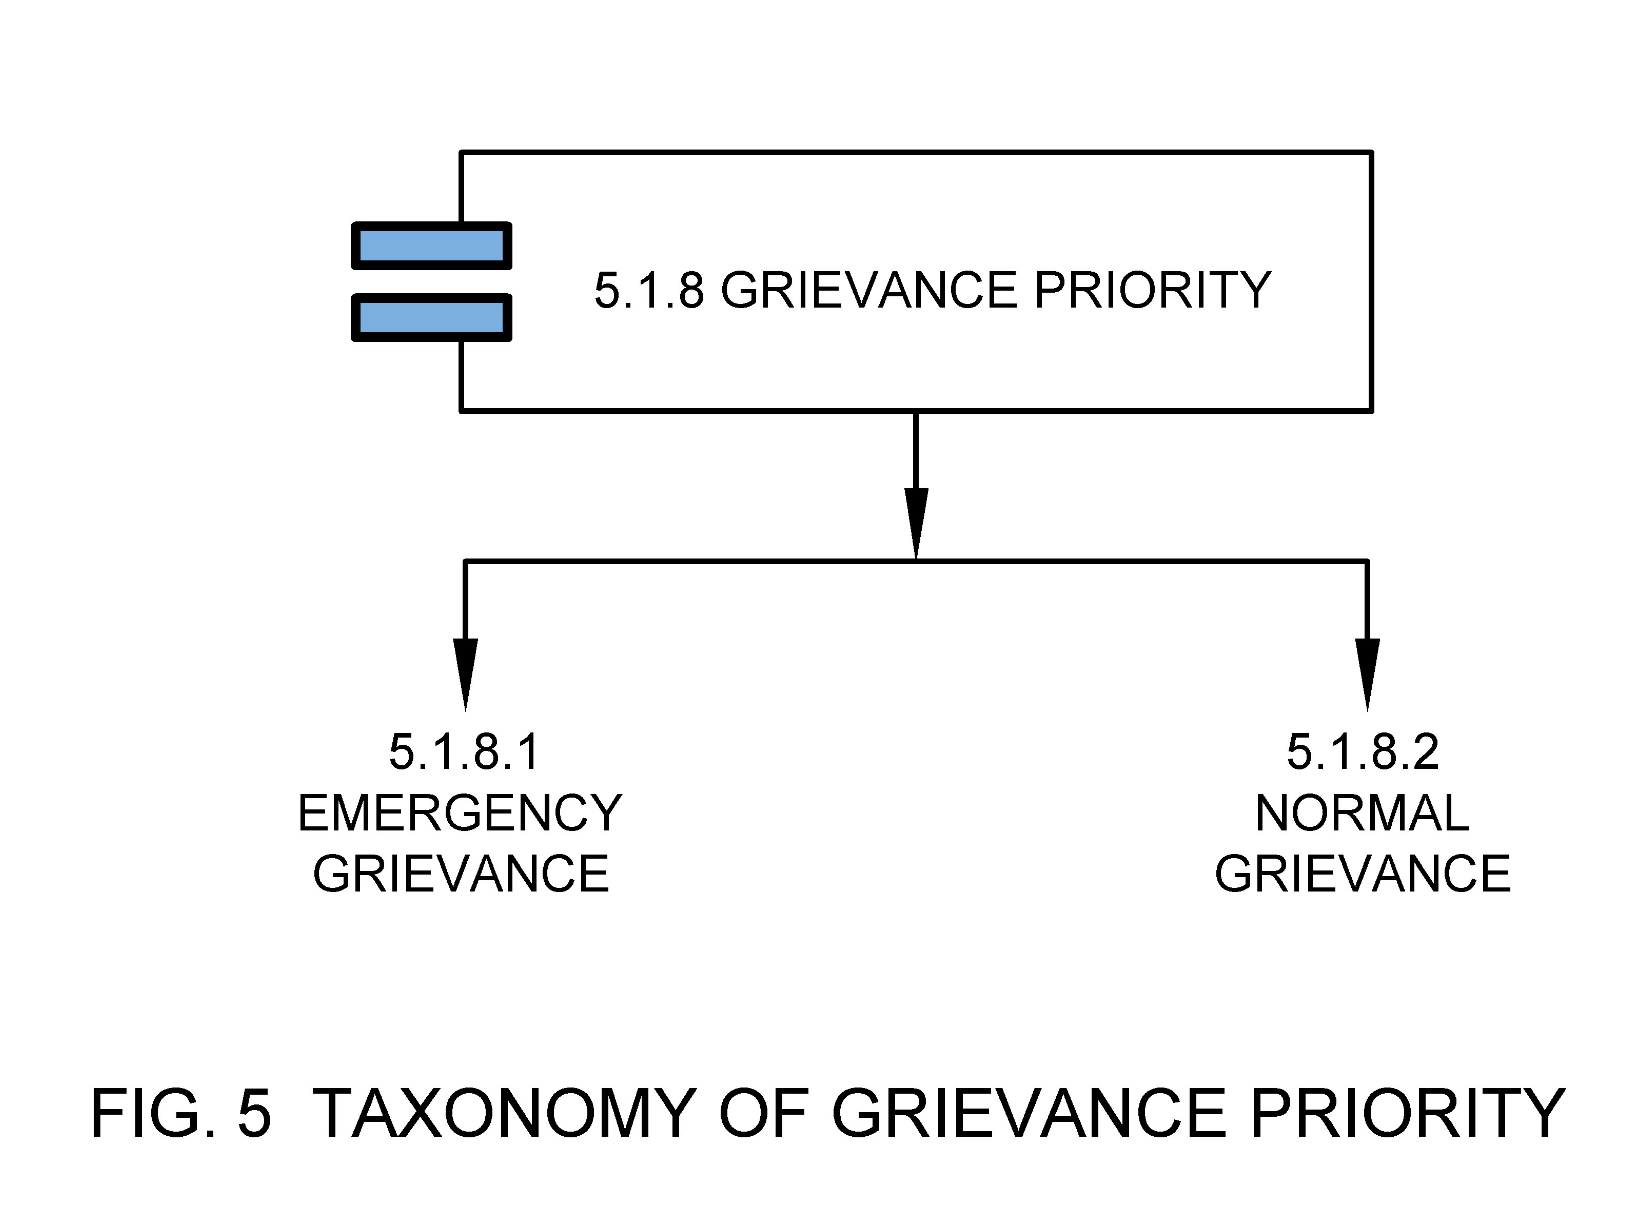 5.1.8 GRIEVANCE PRIORITY
5.1.8.1
EMERGENCY
GRIEVANCE
5.1.8.2
NORMAL
GRIEVANCE
FIG. 5 TAXONOMY OF GRIEVANCE PRIORITY